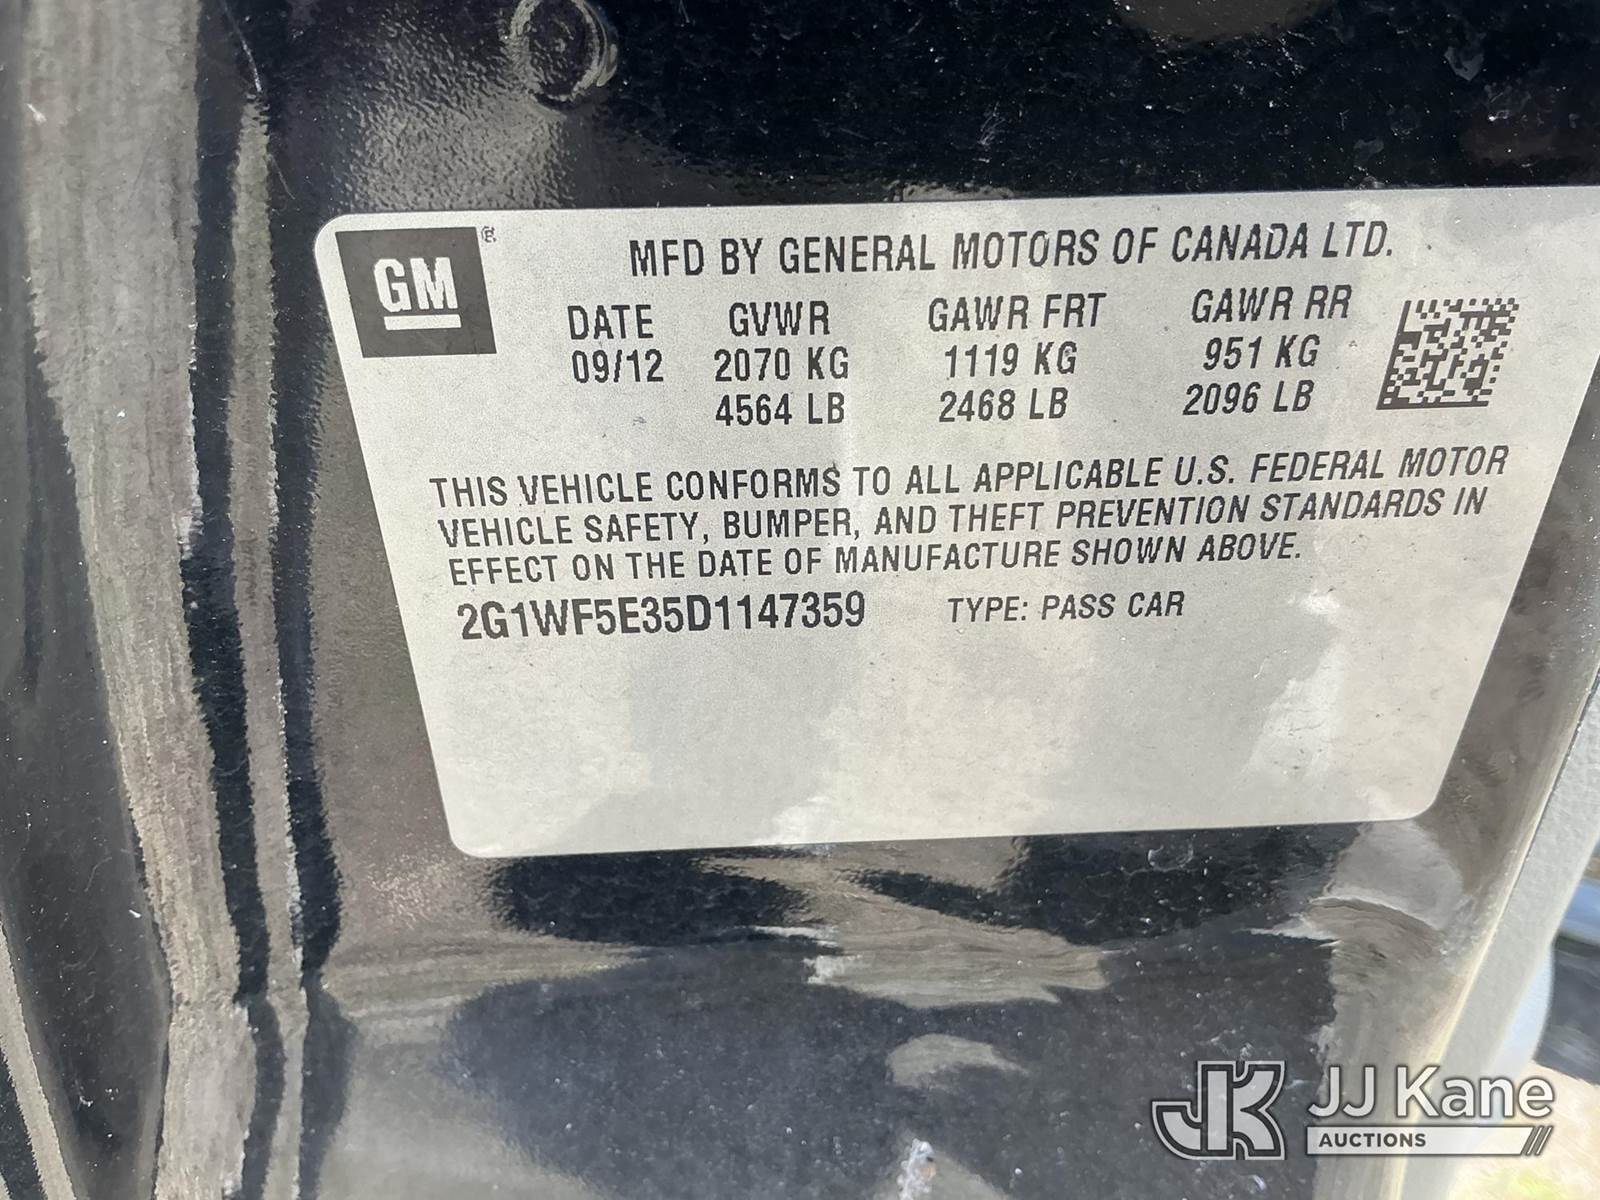 GM ®
MFD BY GENERAL MOTORS OF CANADA LTD.
DATE GVWR GAWR FRT GAWR RR
09/12 2070 KG 1119 KG 951 KG
4564 LB 2468 LB 2096 LB
THIS VEHICLE CONFORMS TO ALL APPLICABLE U.S. FEDERAL MOTOR
VEHICLE SAFETY, BUMPER, AND THEFT PREVENTION STANDARDS IN
EFFECT ON THE DATE OF MANUFACTURE SHOWN ABOVE.
2G1WF5E35D1147359 TYPE: PASS CAR
JK JJ Kane
AUCTIONS